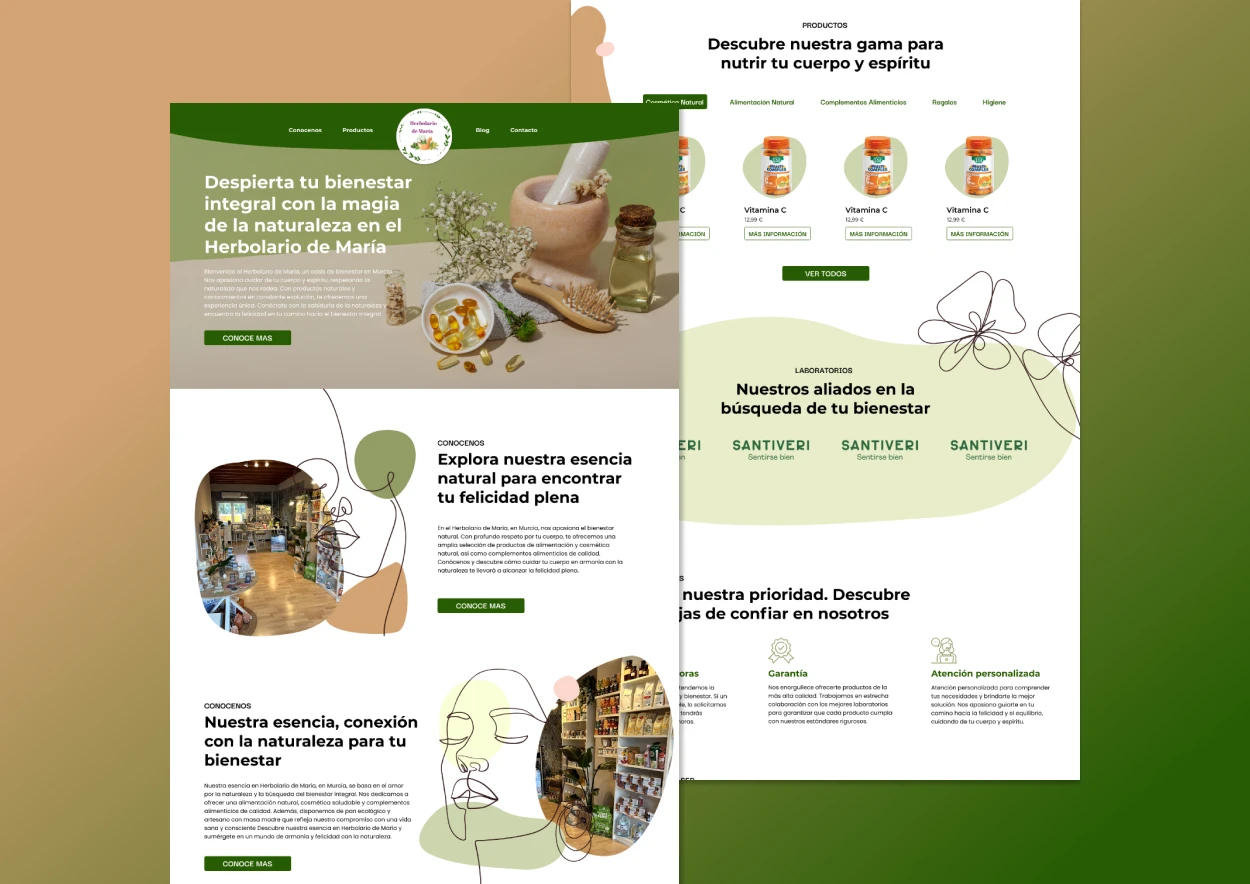 Conocenos
Productos
Herbolario
de María
Blog
Contacto
Despierta tu bienestar
integral con la magia
de la naturaleza en el
Herbolario de María
Bienvenido al Herbolario de María, un oasis de bienestar en Murcia.
Nos apasiona cuidar de tu cuerpo y espíritu, respetando la
naturaleza que nos rodea. Con productos naturales y
conocimientos en constante evolución, te ofrecemos una
experiencia única. Conéctate con la sabiduría de la naturaleza y
encuentra la felicidad en tu camino hacia el bienestar integral
CONOCE MAS
CONOCENOS
Explora nuestra esencia
natural para encontrar
tu felicidad plena
En el Herbolario de María, en Murcia, nos apasiona el bienestar
natural. Con profundo respeto por tu cuerpo, te ofrecemos una
amplia selección de productos de alimentación y cosmética
natural, así como complementos alimenticios de calidad.
Conócenos y descubre cómo cuidar tu cuerpo en armonía con la
naturaleza te llevará a alcanzar la felicidad plena.
CONOCE MAS
CONOCENOS
Nuestra esencia, conexión
con la naturaleza para tu
bienestar
Nuestra esencia en Herbolario de María, en Murcia, se basa en el amor
por la naturaleza y la búsqueda del bienestar integral. Nos dedicamos a
ofrecer una alimentación natural, cosmética saludable y complementos
alimenticios de calidad. Además, disponemos de pan ecológico y
artesano con masa madre que refleja nuestro compromiso con una vida
sana y consciente Descubre nuestra esencia en Herbolario de María y
sumérgete en un mundo de armonía y felicidad con la naturaleza.
CONOCE MAS
PRODUCTOS
Descubre nuestra gama para
nutrir tu cuerpo y espíritu
Cosmética Natural
Alimentación Natural
Complementos Alimenticios
Regalos
Higiene
C
Vitamina C
Vitamina C
Vitamina C
12,99 €
12,99 €
12,99 €
MACIÓN
MÁS INFORMACIÓN
MÁS INFORMACIÓN
MÁS INFORMACIÓN
VER TODOS
LABORATORIOS
Nuestros aliados en la
búsqueda de tu bienestar
ERI
SANTIVERI
SANTIVERI
SANTIVERI
en
Sentirse bien
Sentirse bien
Sentirse bien
S
nuestra prioridad. Descubre
jas de confiar en nosotros
oras
tendemos la
y bienestar. Si un
le, lo solicitamos
tendrás
horas.
Garantía
Nos enorgullece ofrecerte productos de la
más alta calidad. Trabajamos en estrecha
colaboración con los mejores laboratorios
para garantizar que cada producto cumpla
con nuestros estándares rigurosos.
Atención personalizada
Atención personalizada para comprender
tus necesidades y brindarte la mejor
solución. Nos apasiona guiarte en tu
camino hacia la felicidad y el equilibrio,
cuidando de tu cuerpo y espíritu.